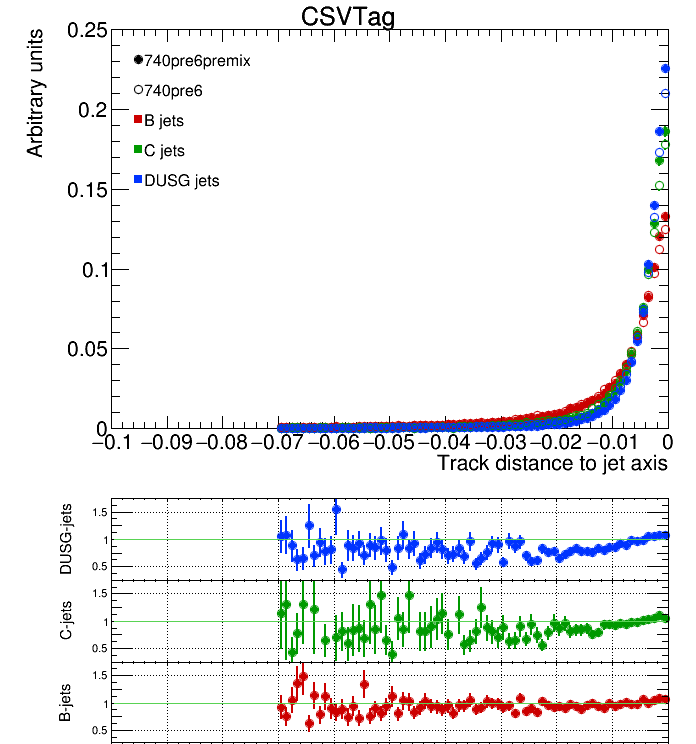 CSVTag
Arbitrary units
0.25
0.2
0.15
0.1
0.05
0
740pre6premix
740pre6
B jets
C jets
DUSG jets
−0.1 −0.09 −0.08 −0.07 −0.06 −0.05 −0.04 −0.03 −0.02 −0.01 0
Track distance to jet axis
DUSG-jets
1.5
1
0.5
C-jets
1.5
1
0.5
B-jets
1.5
1
0.5